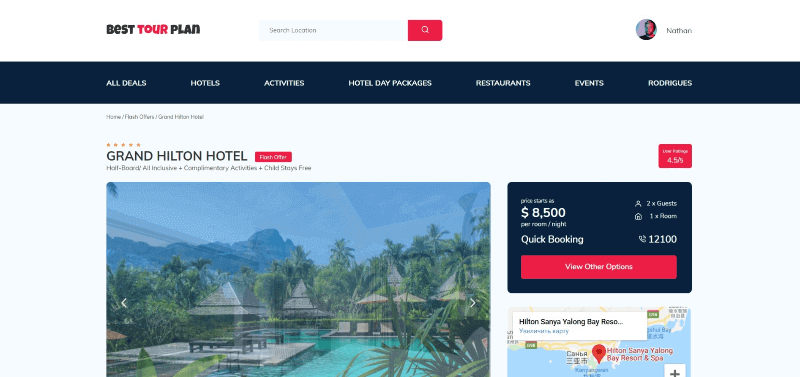 BEST TOUR PLAN
Search Location
Nathan
ALL DEALS HOTELS ACTIVITIES HOTEL DAY PACKAGES RESTAURANTS EVENTS RODRIGUES
Home / Flash Offers / Grand Hilton Hotel
GRAND HILTON HOTEL Flash Offer
Half-Board/ All Inclusive + Complimentary Activities + Child Stays Free
User Ratings
4.5/5
price starts as
$ 8,500
per room / night
2 x Guests
1 x Room
Quick Booking 12100
View Other Options
Hilton Sanya Yalong Bay Reso...
Увеличить карту
Санья
三亚市
Hilton Sanya Yalong
Bay Resort & Spa